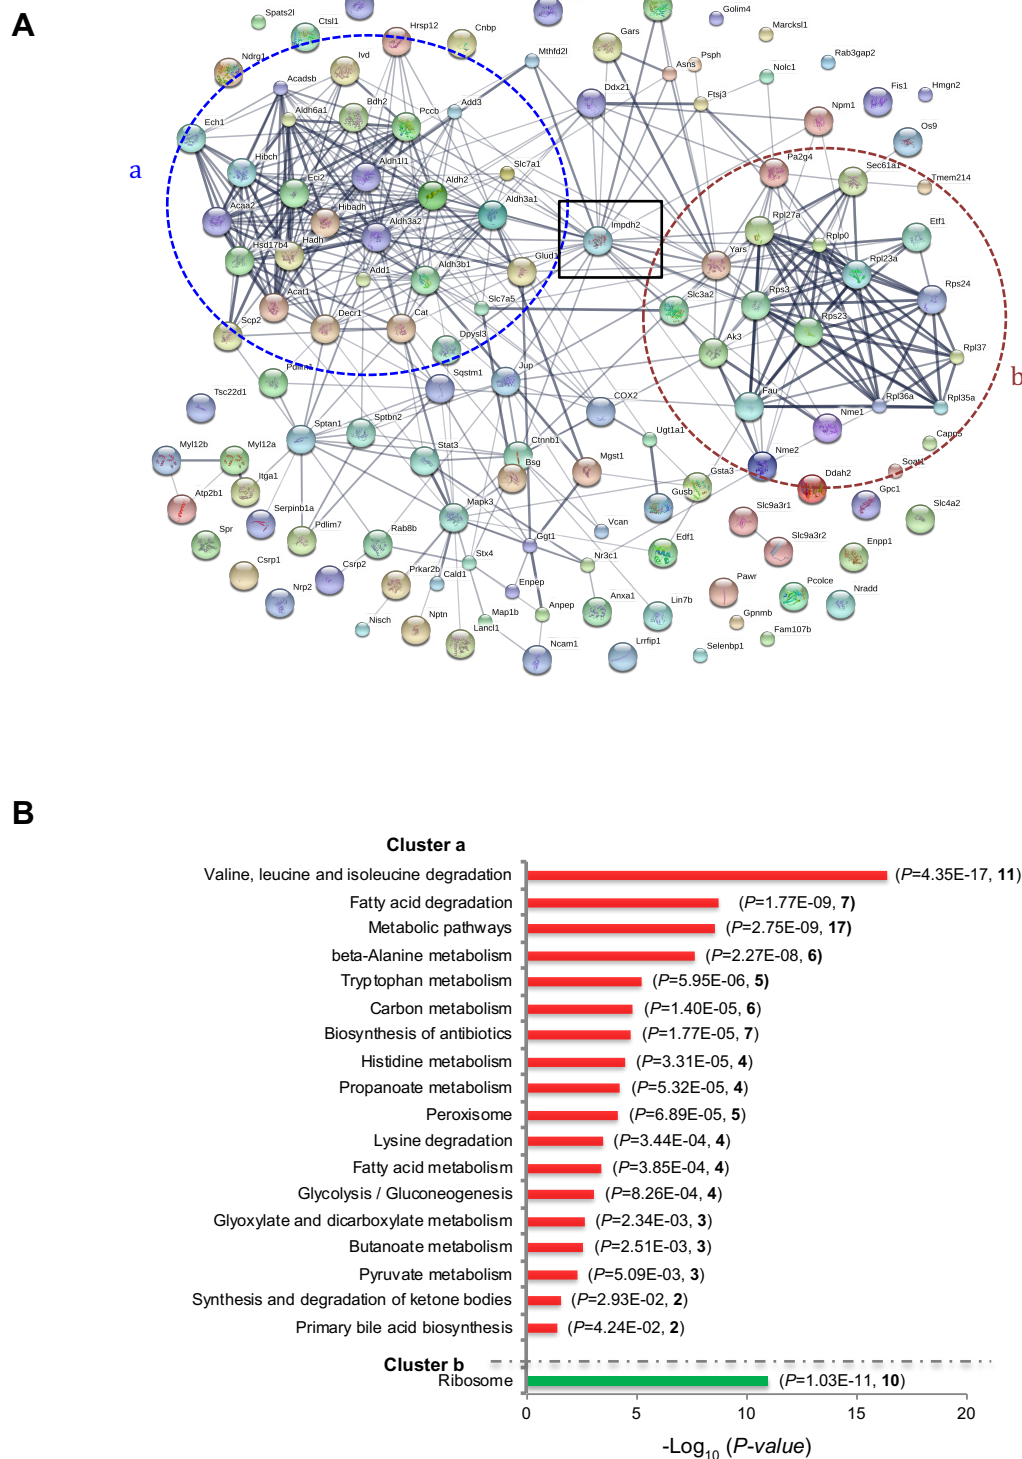 A
Spats2l
Ctsl1
Hrsp12
Cnbp
Golim4
Marcksl1
Ndrg1
Ivd
Mthfd2l
Gars
Asns
Psph
Nolc1
Rab3gap2
Acadsb
Aldh6a1
Bdh2
Pccb
Add3
Ddx21
Ftsj3
Npm1
Fis1
Hmgn2
Ech1
Os9
a
Hibch
Eci2
Aldh1l1
Aldh2
Slc7a1
Pa2g4
Sec61a1
Tmem214
Acaa2
Hibadh
Aldh3a2
Aldh3a1
Impdh2
Rpl27a
Rplp0
Etf1
Hsd17b4
Hadh
Add1
Aldh3b1
Glud1
Yars
Rpl23a
Rps24
Acat1
Slc7a5
Slc3a2
Rps3
Rps23
Scp2
Decr1
Cat
Dpysl3
Ak3
Rpl37
Pdlim1
Sqstm1
Jup
b
Tsc22d1
COX2
Fau
Rpl36a
Rpl35a
Sptan1
Sptbn2
Nme1
Myl12b
Myl12a
Stat3
Ctnnb1
Ugt1a1
Capn5
Itga1
Bsg
Mgst1
Gsta3
Nme2
Ddah2
Soat1
Atp2b1
Serpinb1a
Mapk3
Gusb
Gpc1
Slc4a2
Spr
Pdlim7
Rab8b
Vcan
Slc9a3r1
Slc9a3r2
Ggt1
Edf1
Enpp1
Csrp1
Csrp2
Prkar2b
Cald1
Stx4
Nr3c1
Nrp2
Enpep
Pawr
Pcolce
Nradd
Nisch
Nptn
Map1b
Anpep
Anxa1
Lin7b
Gpnmb
Lancl1
Ncam1
Lrrfip1
Selenbp1
Fam107b
B
Cluster a
Valine, leucine and isoleucine degradation (P=4.35E-17, 11)
Fatty acid degradation (P=1.77E-09, 7)
Metabolic pathways (P=2.75E-09, 17)
beta-Alanine metabolism (P=2.27E-08, 6)
Tryptophan metabolism (P=5.95E-06, 5)
Carbon metabolism (P=1.40E-05, 6)
Biosynthesis of antibiotics (P=1.77E-05, 7)
Histidine metabolism (P=3.31E-05, 4)
Propanoate metabolism (P=5.32E-05, 4)
Peroxisome (P=6.89E-05, 5)
Lysine degradation (P=3.44E-04, 4)
Fatty acid metabolism (P=3.85E-04, 4)
Glycolysis / Gluconeogenesis (P=8.26E-04, 4)
Glyoxylate and dicarboxylate metabolism (P=2.34E-03, 3)
Butanoate metabolism (P=2.51E-03, 3)
Pyruvate metabolism (P=5.09E-03, 3)
Synthesis and degradation of ketone bodies (P=2.93E-02, 2)
Primary bile acid biosynthesis (P=4.24E-02, 2)
Cluster b
Ribosome (P=1.03E-11, 10)
0 5 10 15 20
-Log10 (P-value)